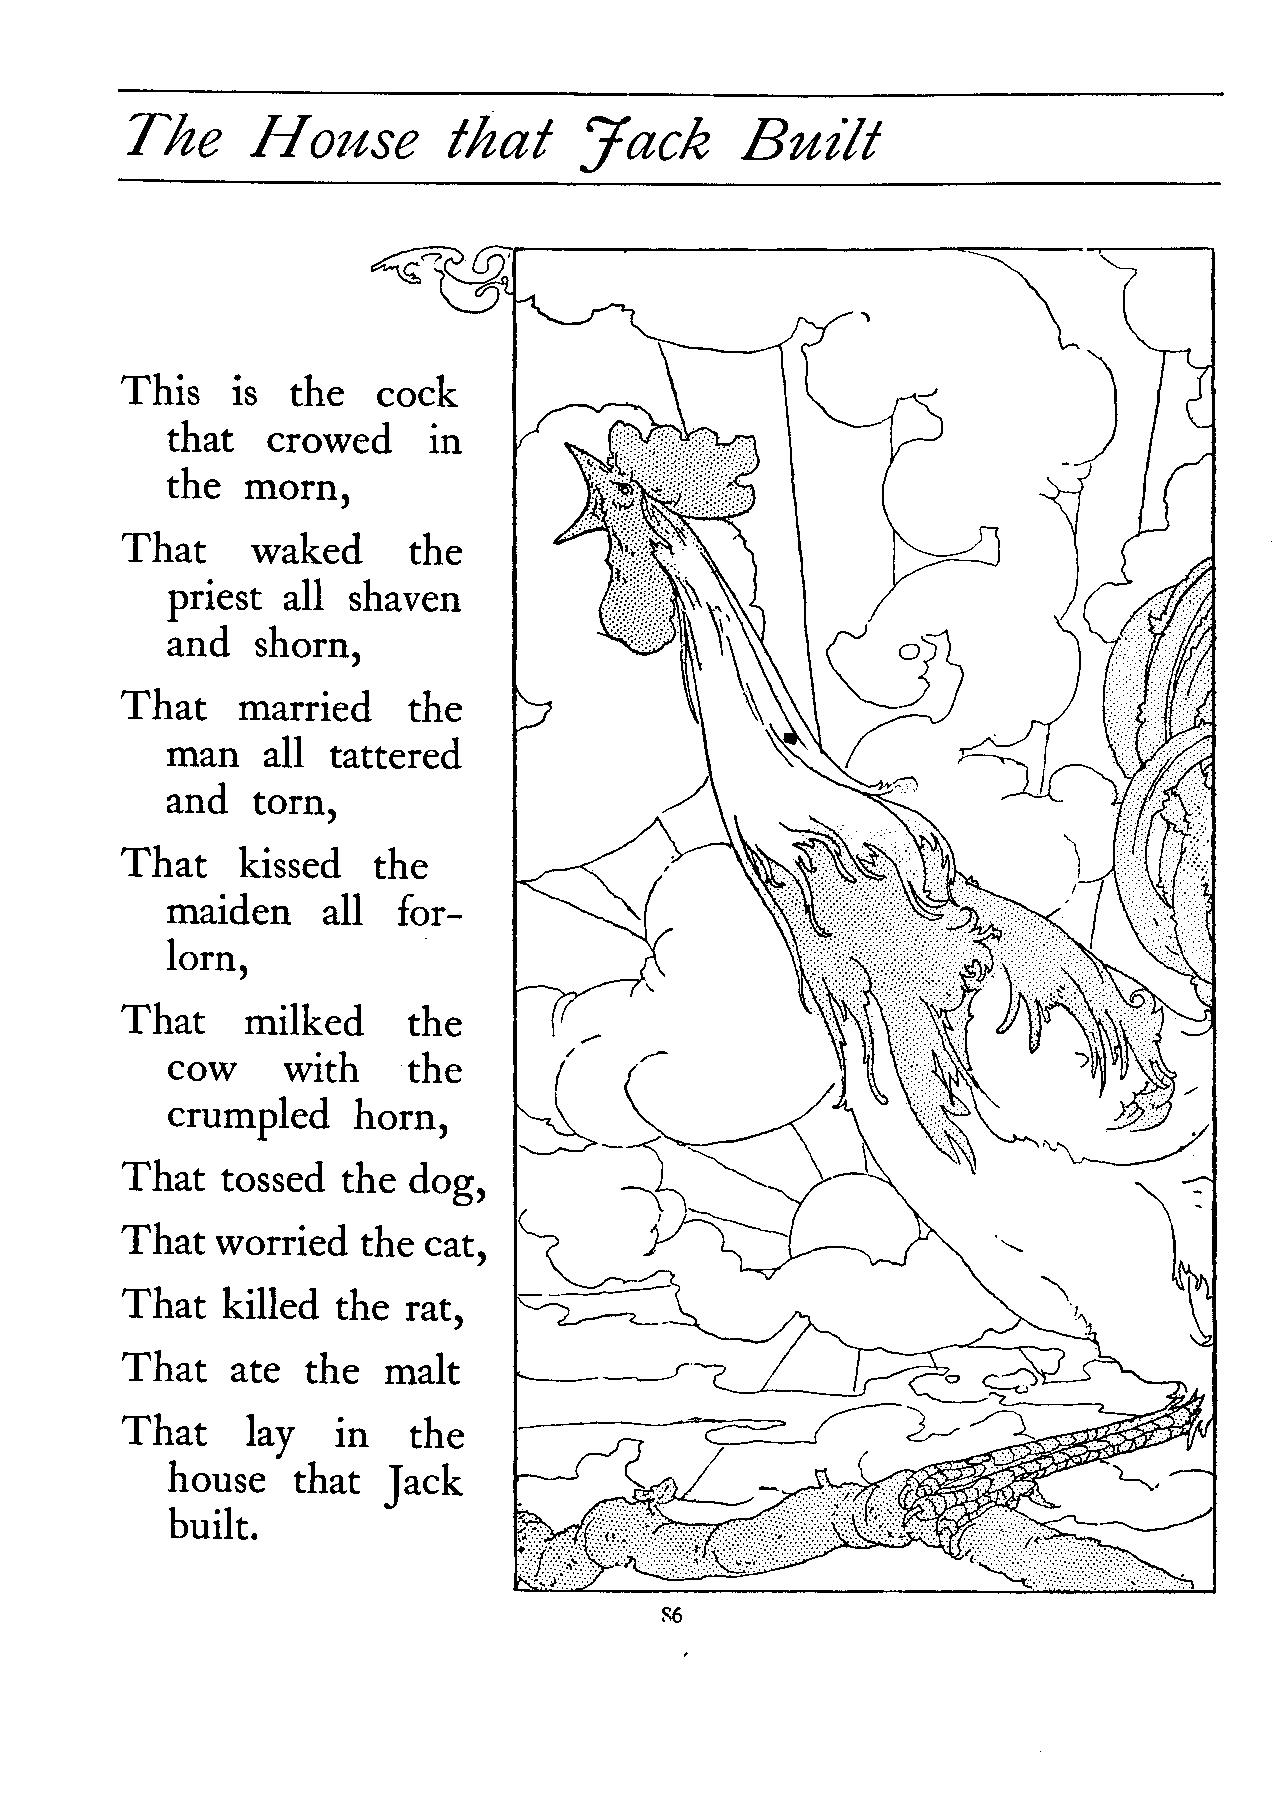 The House that Jack Built
This is the cock
that crowed in
the morn,
That waked the
priest all shaven
and shorn,
That married the
man all tattered
and torn,
That kissed the
maiden all for-
lorn,
That milked the
cow with the
crumpled horn,
That tossed the dog,
That worried the cat,
That killed the rat,
That ate the malt
That lay in the
house that Jack
built.
86